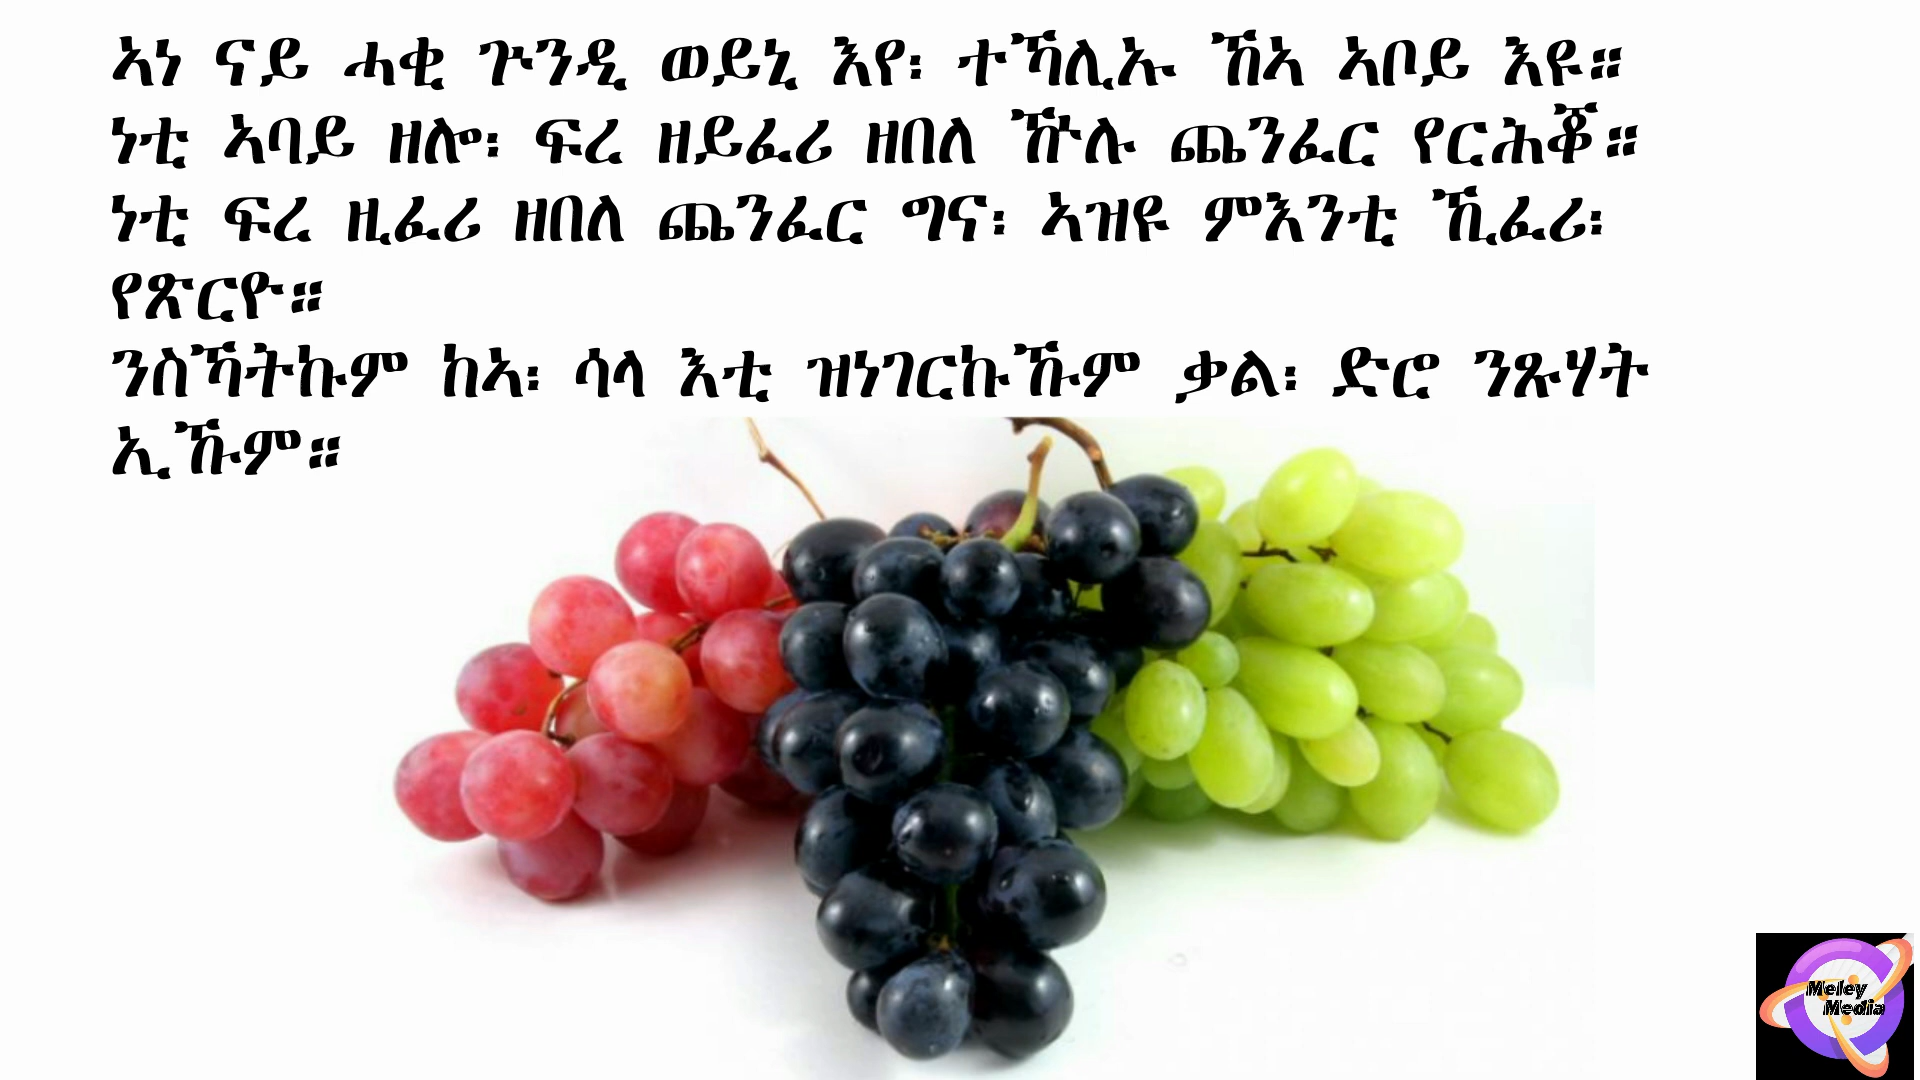 ኣነ ናይ ሓቂ ጕንዲ ወይኒ እየ፡ ተኻሊኡ ኸኣ ኣቦይ እዩ።
ነቲ ኣባይ ዘሎ፡ ፍረ ዘይፈሪ ዘበለ ዅሉ ጨንፈር የርሕቆ።
ነቲ ፍረ ዚፈሪ ዘበለ ጨንፈር ግና፡ ኣዝዩ ምእንቲ ኺፈሪ፡
የጽርዮ።
ንስኻትኩም ከኣ፡ ሳላ እቲ ዝነገርኩኹም ቃል፡ ድሮ ንጹሃት
ኢኹም።
Meley
Media